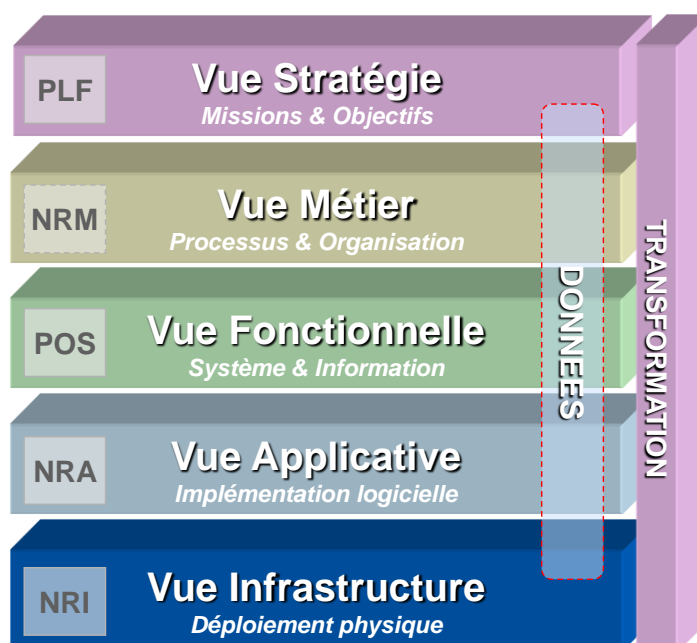 PLF
Vue Stratégie
Missions & Objectifs
NRM
Vue Métier
Processus & Organisation
POS
Vue Fonctionnelle
Système & Information
NRA
Vue Applicative
Implémentation logicielle
NRI
Vue Infrastructure
Déploiement physique
DONNEES
TRANSFORMATION